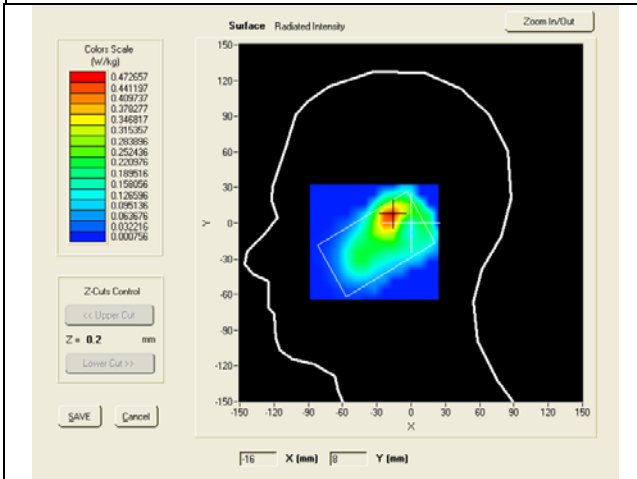 Surface Radiated Intensity
Zoom In/Out
Colors Scale
(W/kg)
0.472657
0.441197
0.409737
0.378277
0.346817
0.315357
0.283896
0.252436
0.220976
0.189516
0.158056
0.126596
0.095136
0.063676
0.032216
0.000756
Z-Cuts Control
<< Upper Cut
Z = 0.2 mm
Lower Cut >>
SAVE Cancel
150-
120-
90-
60-
30-
0-
-30-
-60-
-90-
-120-
-150-
Y
-150 -120 -90 -60 -30 0 30 60 90 120 150
X
-16 X (mm) 8 Y (mm)